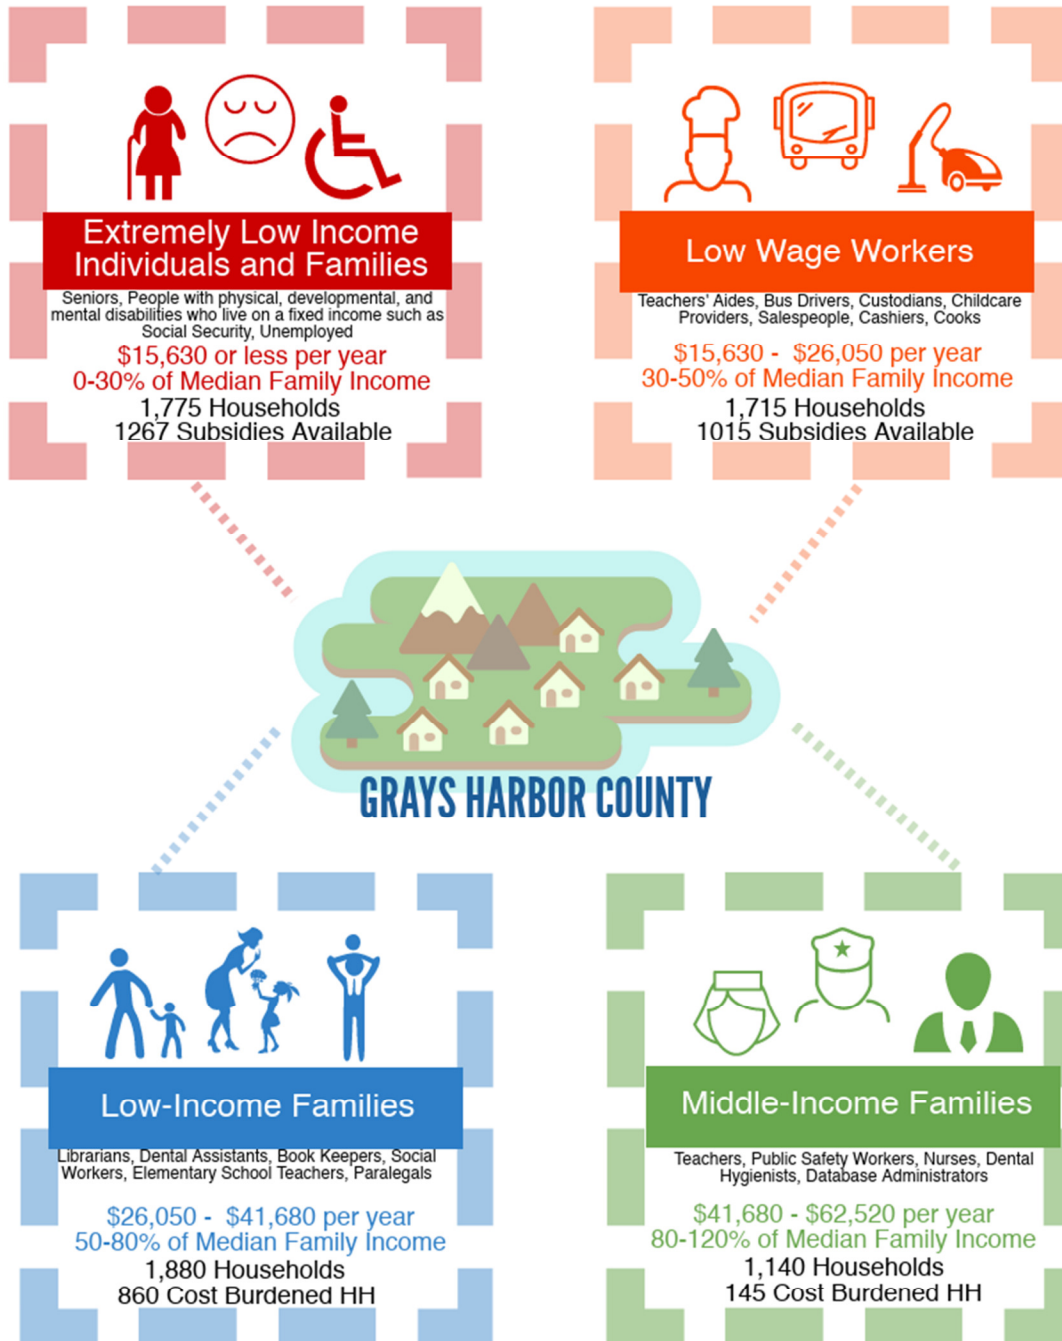 Extremely Low Income
Individuals and Families
Seniors, People with physical, developmental, and
mental disabilities who live on a fixed income such as
Social Security, Unemployed
$15,630 or less per year
0-30% of Median Family Income
1,775 Households
1267 Subsidies Available
Low Wage Workers
Teachers' Aides, Bus Drivers, Custodians, Childcare
Providers, Salespeople, Cashiers, Cooks
$15,630 - $26,050 per year
30-50% of Median Family Income
1,715 Households
1015 Subsidies Available
GRAYS HARBOR COUNTY
Low-Income Families
Librarians, Dental Assistants, Book Keepers, Social
Workers, Elementary School Teachers, Paralegals
$26,050 - $41,680 per year
50-80% of Median Family Income
1,880 Households
860 Cost Burdened HH
Middle-Income Families
Teachers, Public Safety Workers, Nurses, Dental
Hygienists, Database Administrators
$41,680 - $62,520 per year
80-120% of Median Family Income
1,140 Households
145 Cost Burdened HH